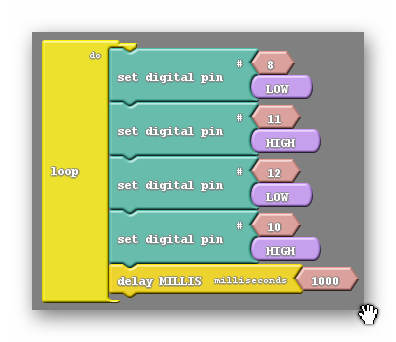 do
set digital pin # 8
LOW
set digital pin # 11
HIGH
loop
set digital pin # 12
LOW
set digital pin # 10
HIGH
delay MILLIS milliseconds 1000